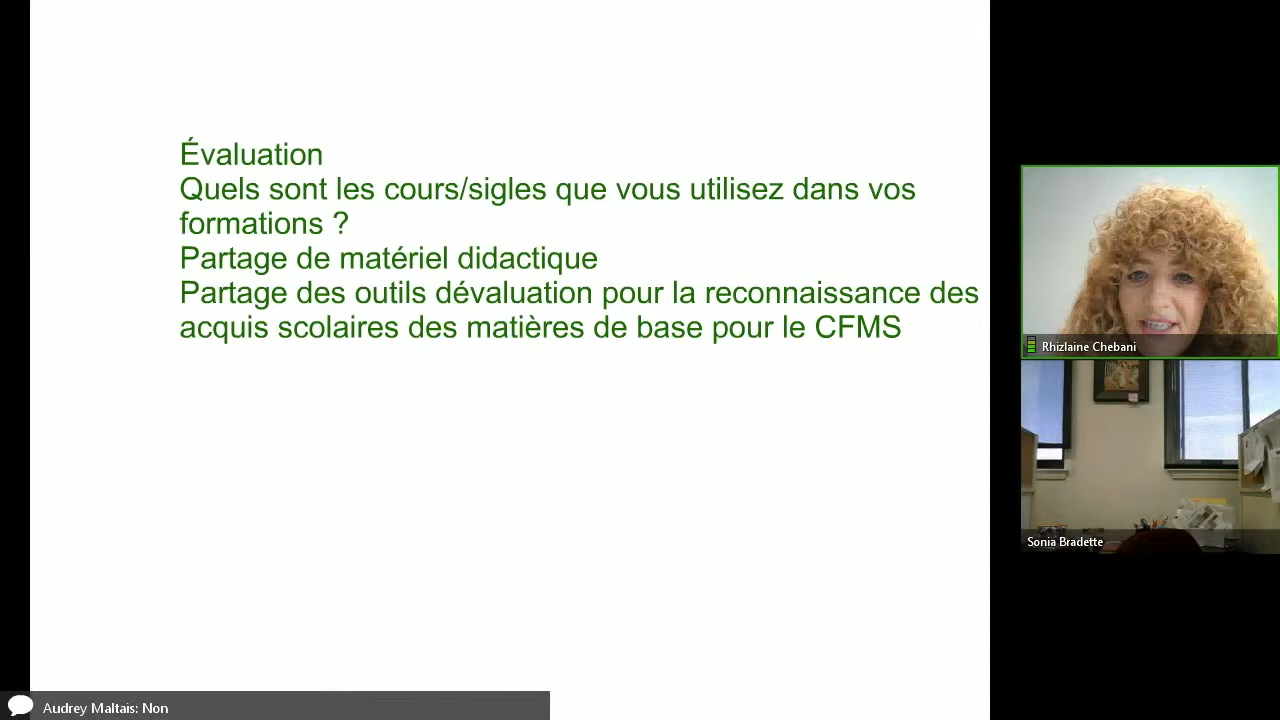 Évaluation
Quels sont les cours/sigles que vous utilisez dans vos
formations ?
Partage de matériel didactique
Partage des outils dévaluation pour la reconnaissance des
acquis scolaires des matières de base pour le CFMS
Rhizlaine Chebani
Sonia Bradette
Audrey Maltais: Non